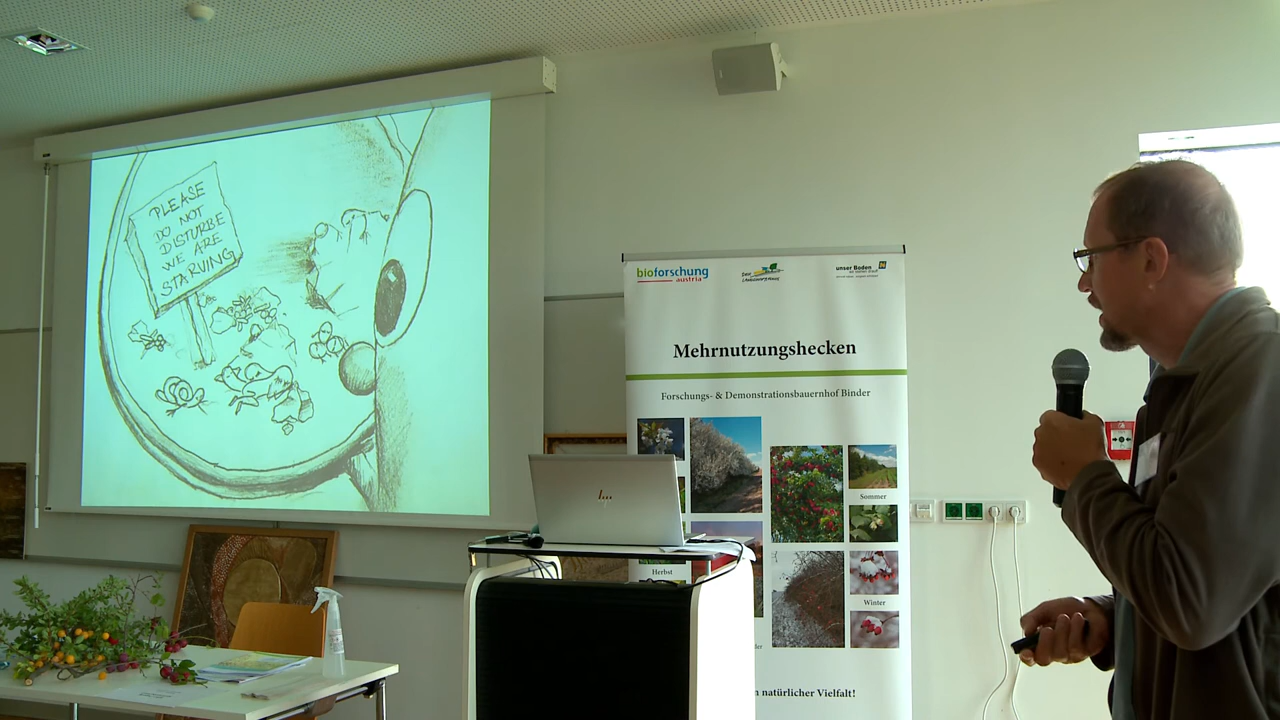 PLEASE
DO NOT
DISTURBE
WE ARE
STARVING
bioforschung
austria
unser Boden
Mehrnutzungshecken
Forschungs- & Demonstrationsbauernhof Binder
Sommer
Herbst
Winter
n natürlicher Vielfalt!